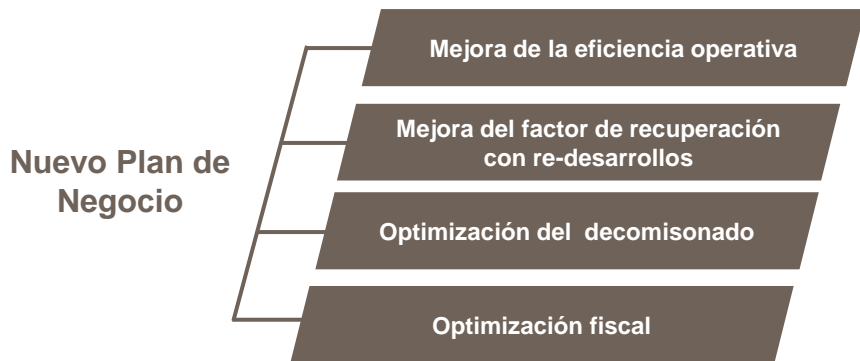 Nuevo Plan de
Negocio
Mejora de la eficiencia operativa
Mejora del factor de recuperación
con re-desarrollos
Optimización del decomisonado
Optimización fiscal